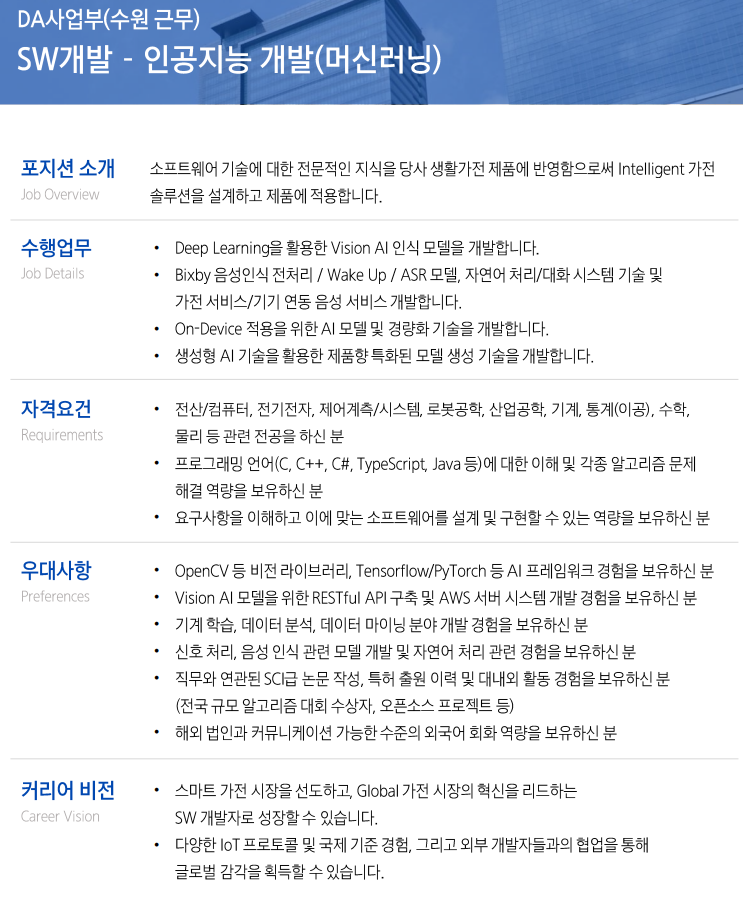 DA사업부(수원 근무)
SW개발 - 인공지능 개발(머신러닝)
포지션 소개
Job Overview
소프트웨어 기술에 대한 전문적인 지식을 당사 생활가전 제품에 반영함으로써 Intelligent 가전
솔루션을 설계하고 제품에 적용합니다.
수행업무
Job Details
• Deep Learning을 활용한 Vision AI 인식 모델을 개발합니다.
• Bixby 음성인식 전처리 / Wake Up / ASR 모델, 자연어 처리/대화 시스템 기술 및
가전 서비스/기기 연동 음성 서비스 개발합니다.
• On-Device 적용을 위한 AI 모델 및 경량화 기술을 개발합니다.
• 생성형 AI 기술을 활용한 제품향 특화된 모델 생성 기술을 개발합니다.
자격요건
Requirements
• 전산/컴퓨터, 전기전자, 제어계측/시스템, 로봇공학, 산업공학, 기계, 통계(이공), 수학,
물리 등 관련 전공을 하신 분
• 프로그래밍 언어(C, C++, C#, TypeScript, Java 등)에 대한 이해 및 각종 알고리즘 문제
해결 역량을 보유하신 분
• 요구사항을 이해하고 이에 맞는 소프트웨어를 설계 및 구현할 수 있는 역량을 보유하신 분
우대사항
Preferences
• OpenCV 등 비전 라이브러리, Tensorflow/PyTorch 등 AI 프레임워크 경험을 보유하신 분
• Vision AI 모델을 위한 RESTful API 구축 및 AWS 서버 시스템 개발 경험을 보유하신 분
• 기계 학습, 데이터 분석, 데이터 마이닝 분야 개발 경험을 보유하신 분
• 신호 처리, 음성 인식 관련 모델 개발 및 자연어 처리 관련 경험을 보유하신 분
• 직무와 연관된 SCI급 논문 작성, 특허 출원 이력 및 대내외 활동 경험을 보유하신 분
(전국 규모 알고리즘 대회 수상자, 오픈소스 프로젝트 등)
• 해외 법인과 커뮤니케이션 가능한 수준의 외국어 회화 역량을 보유하신 분
커리어 비전
Career Vision
• 스마트 가전 시장을 선도하고, Global 가전 시장의 혁신을 리드하는
SW 개발자로 성장할 수 있습니다.
• 다양한 IoT 프로토콜 및 국제 기준 경험, 그리고 외부 개발자들과의 협업을 통해
글로벌 감각을 획득할 수 있습니다.